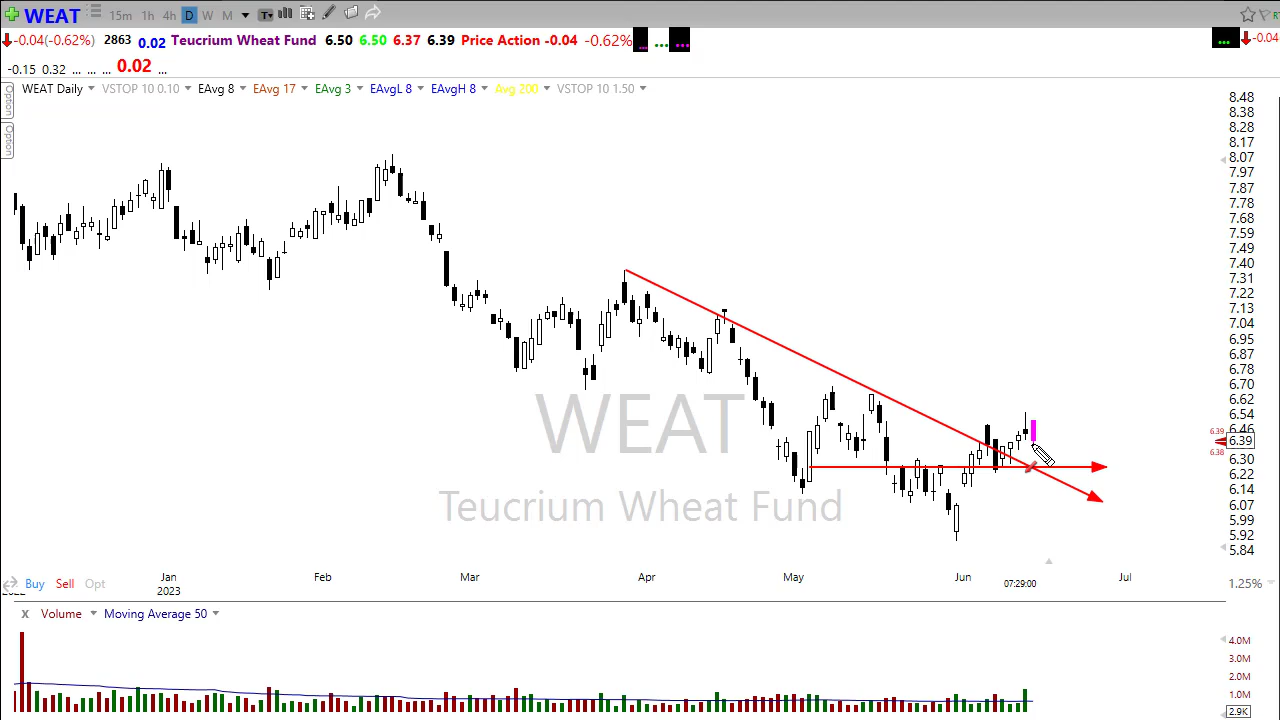 WEAT 15m 1h 4h D W M T
-0.04(-0.62%) 2863 0.02 Teucrium Wheat Fund 6.50 6.50 6.37 6.39 Price Action -0.04 -0.62% ... ... ... ... -0.04
-0.15 0.32 ... ... ... 0.02 ...
WEAT Daily VSTOP 10 0.10 EAvg 8 EAvg 17 EAvg 3 EAvgL 8 EAvgH 8 Avg 200 VSTOP 10 1.50
Option
Option
8.48
8.38
8.28
8.17
8.07
7.97
7.87
7.78
7.68
7.59
7.49
7.40
7.31
7.22
7.13
7.04
6.95
6.87
6.78
6.70
6.62
6.54
6.46
6.39
6.39
6.38
6.30
6.22
6.14
6.07
5.99
5.92
5.84
WEAT
Teucrium Wheat Fund
Buy Sell Opt
Jan Feb Mar Apr May Jun Jul
2023 07:29:00 1.25%
X Volume Moving Average 50
4.0M
3.0M
2.0M
1.0M
2.9K